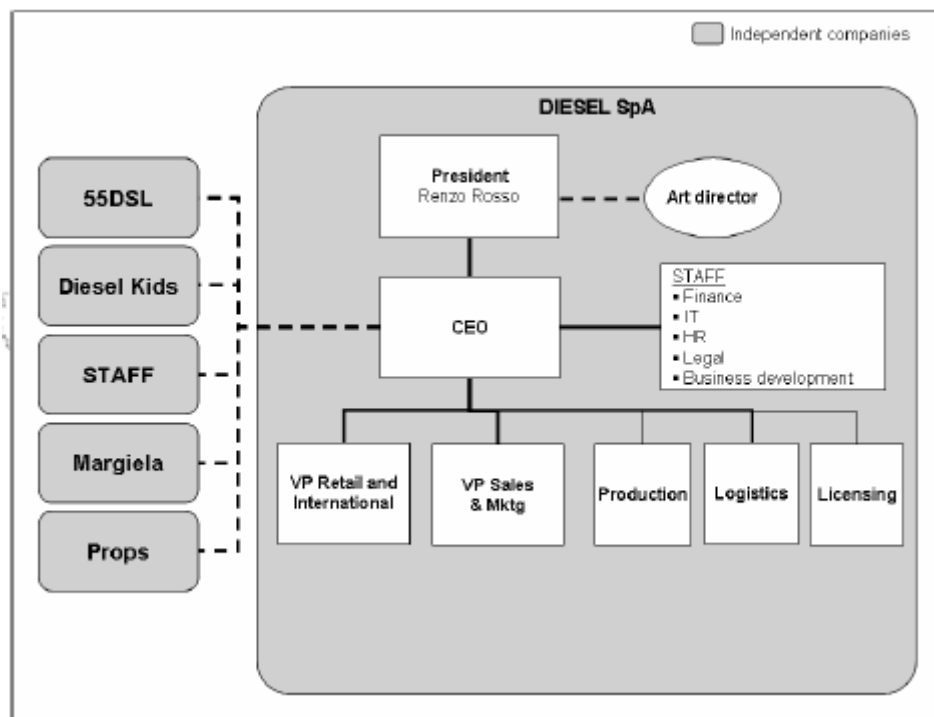 Independent companies
DIESEL SpA
55DSL
Diesel Kids
STAFF
Margiela
Props
President
Renzo Rosso
Art director
CEO
STAFF
▪ Finance
▪ IT
▪ HR
▪ Legal
▪ Business development
VP Retail and
International
VP Sales
& Mktg
Production
Logistics
Licensing